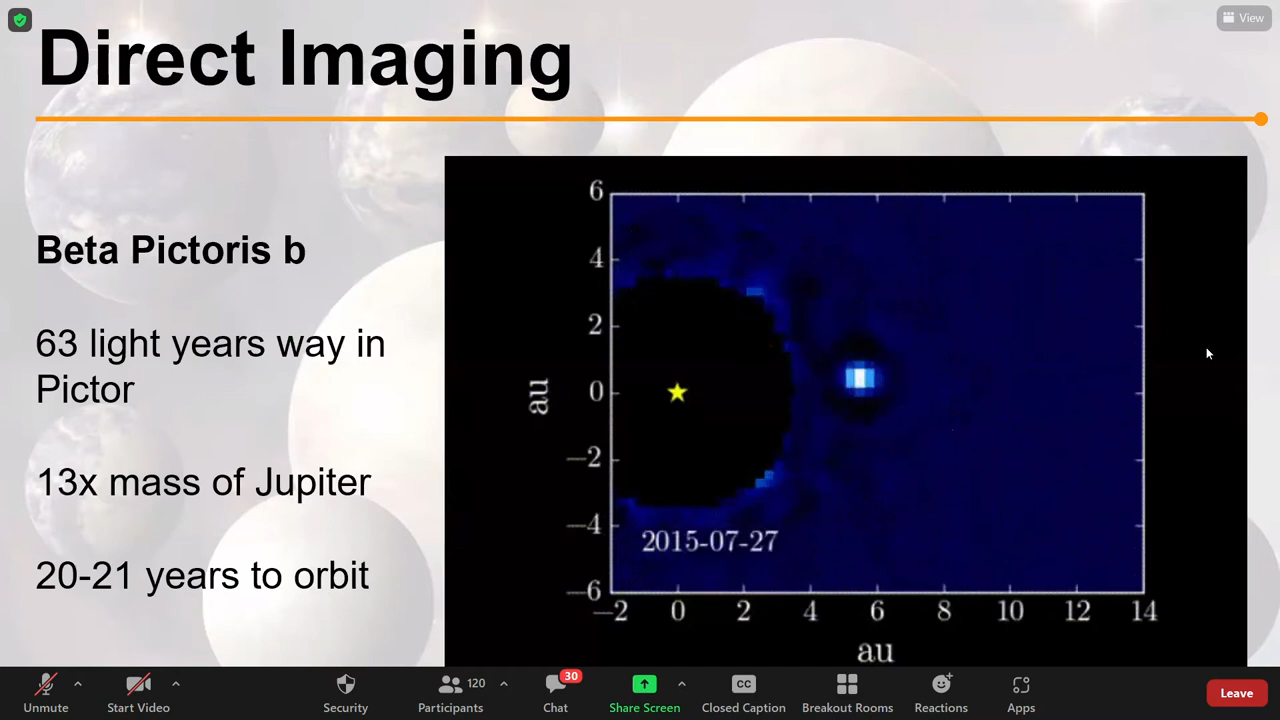 View
Direct Imaging
Beta Pictoris b
63 light years way in
Pictor
13x mass of Jupiter
20-21 years to orbit
6
4
2
0
−2
−4
−6
au
2015-07-27
−2 0 2 4 6 8 10 12 14
au
Unmute
Start Video
Security
120
Participants
30
Chat
Share Screen
CC
Closed Caption
Breakout Rooms
Reactions
Apps
Leave